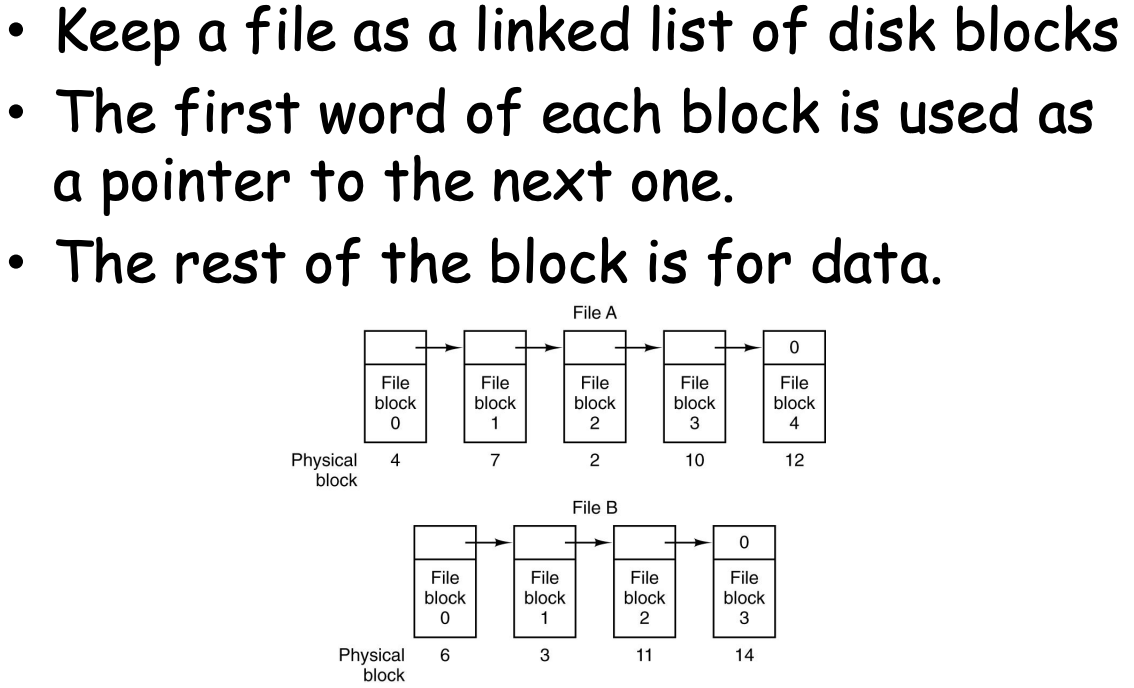 • Keep a file as a linked list of disk blocks
• The first word of each block is used as
a pointer to the next one.
• The rest of the block is for data.
File A
0
File File File File File
block block block block block
0 1 2 3 4
Physical 4 7 2 10 12
block
File B
0
File File File File
block block block block
0 1 2 3
Physical 6 3 11 14
block